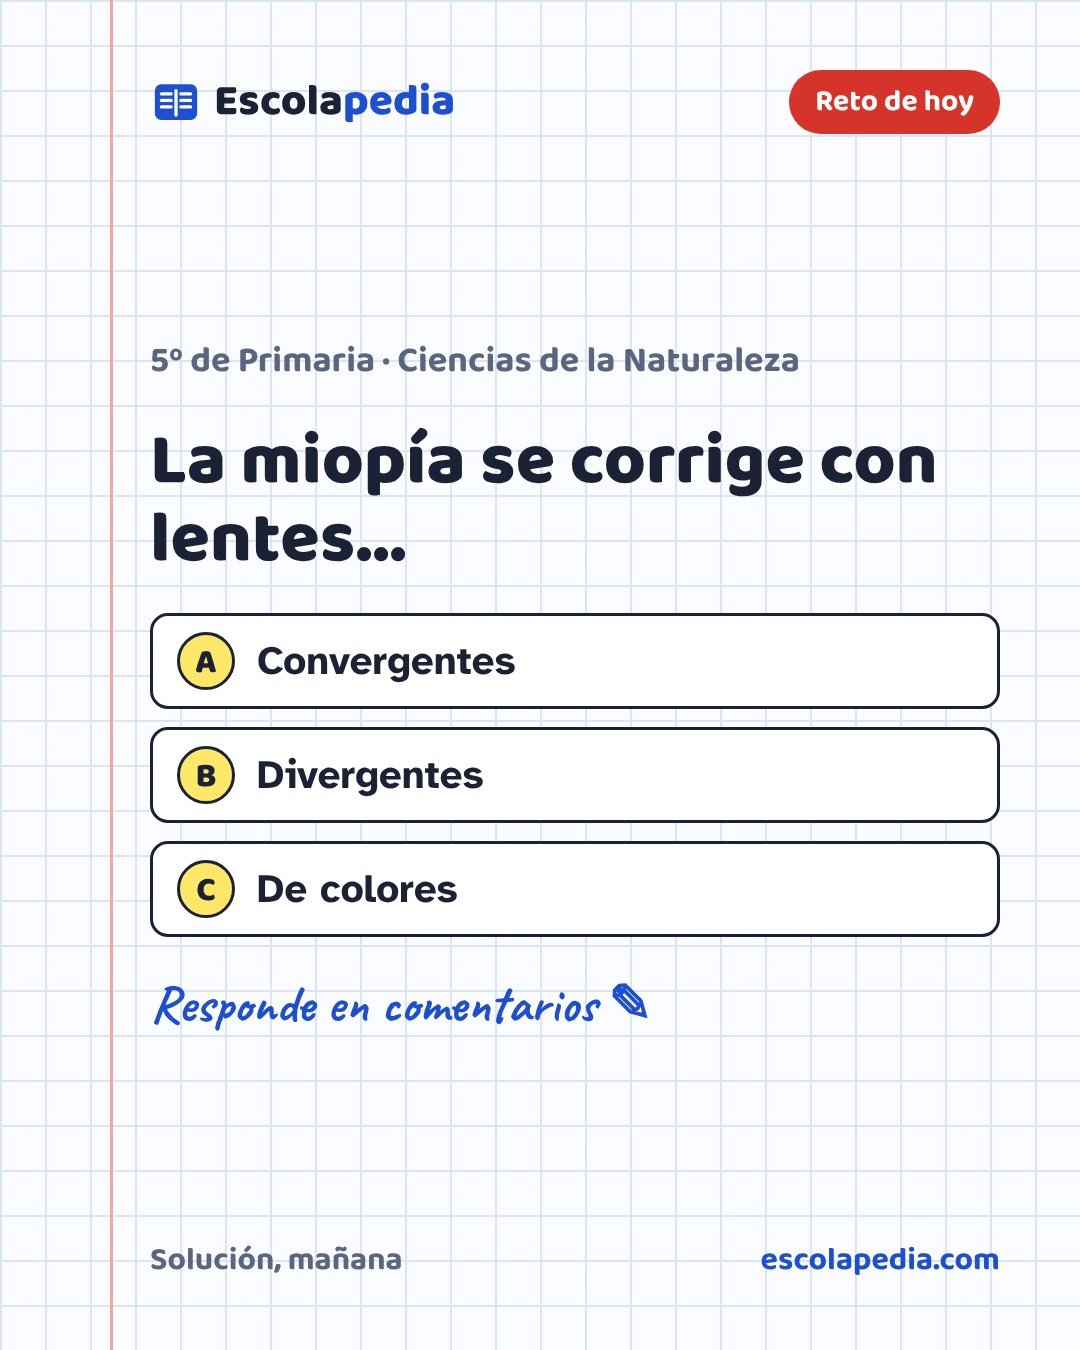 Escolapedia
Reto de hoy
5º de Primaria · Ciencias de la Naturaleza
La miopía se corrige con
lentes...
A Convergentes
B Divergentes
C De colores
Responde en comentarios ✎
Solución, mañana
escolapedia.com